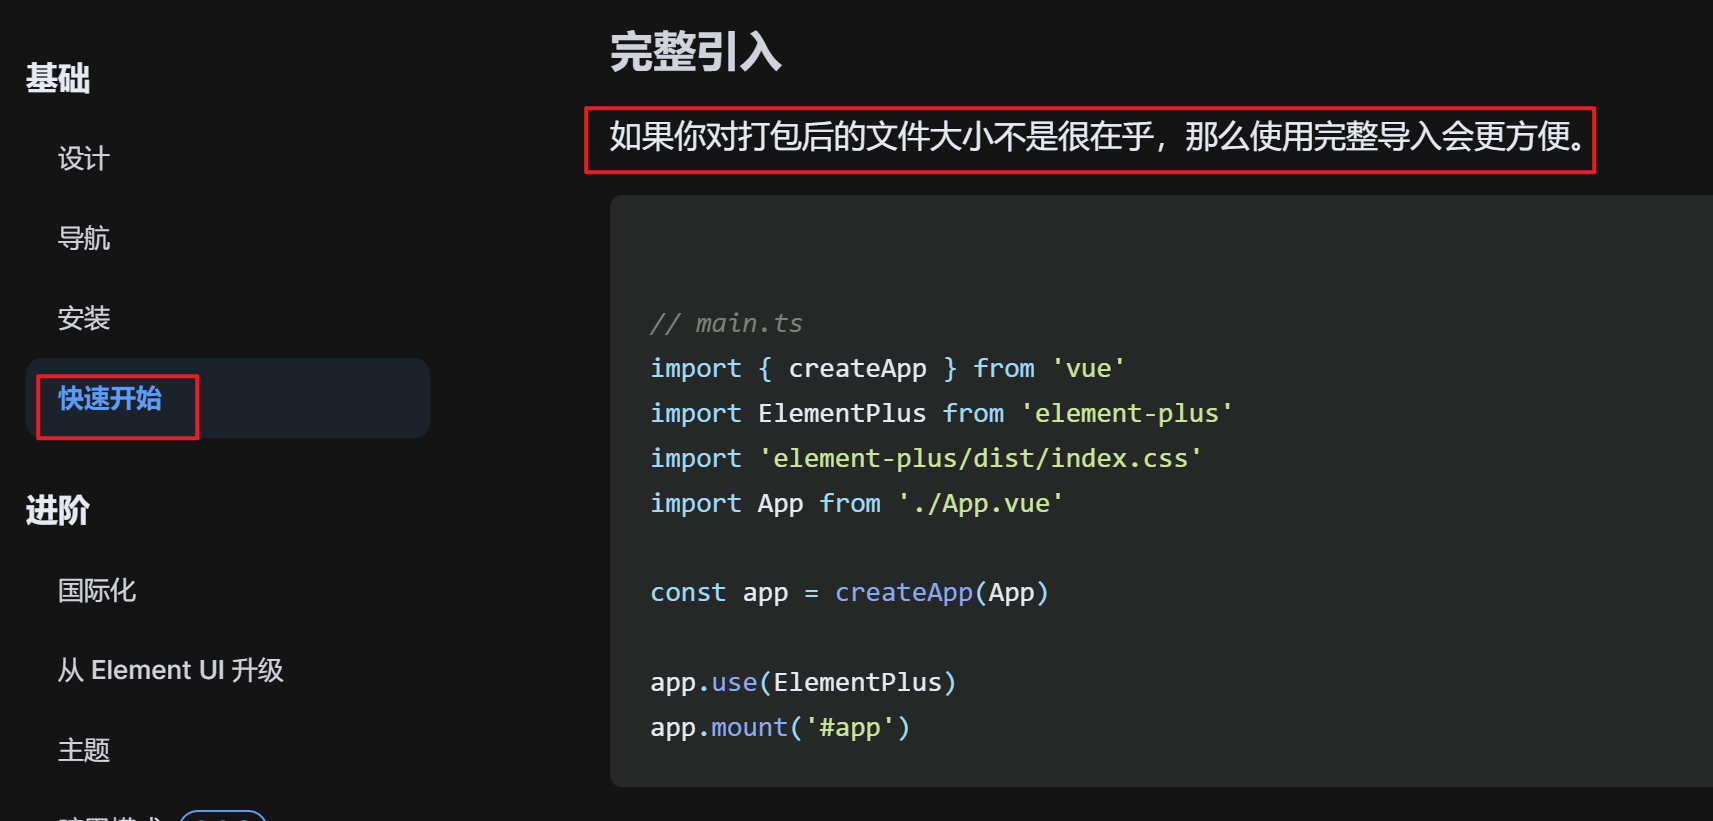 基础
设计
导航
安装
快速开始
进阶
国际化
从 Element UI 升级
主题
完整引入
如果你对打包后的文件大小不是很在乎，那么使用完整导入会更方便。
// main.ts
import { createApp } from 'vue'
import ElementPlus from 'element-plus'
import 'element-plus/dist/index.css'
import App from './App.vue'
const app = createApp(App)
app.use(ElementPlus)
app.mount('#app')